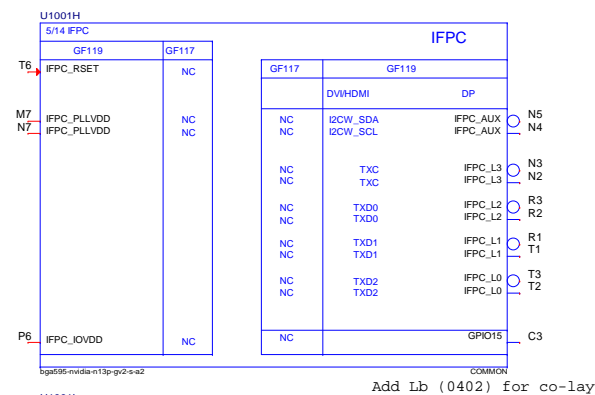 U1001H
5/14 IFPC
IFPC
GF119 GF117
T6 IFPC_RSET NC
GF117 GF119
DVI/HDMI DP
M7 IFPC_PLLVDD NC
N7 IFPC_PLLVDD NC
NC I2CW_SDA IFPC_AUX N5
NC I2CW_SCL IFPC_AUX N4
NC TXC IFPC_L3 N3
NC TXC IFPC_L3 N2
NC TXD0 IFPC_L2 R3
NC TXD0 IFPC_L2 R2
NC TXD1 IFPC_L1 R1
NC TXD1 IFPC_L1 T1
NC TXD2 IFPC_L0 T3
NC TXD2 IFPC_L0 T2
P6 IFPC_IOVDD NC
NC GPIO15 C3
bga595-nvidia-n13p-gv2-s-a2 COMMON
Add Lb (0402) for co-lay